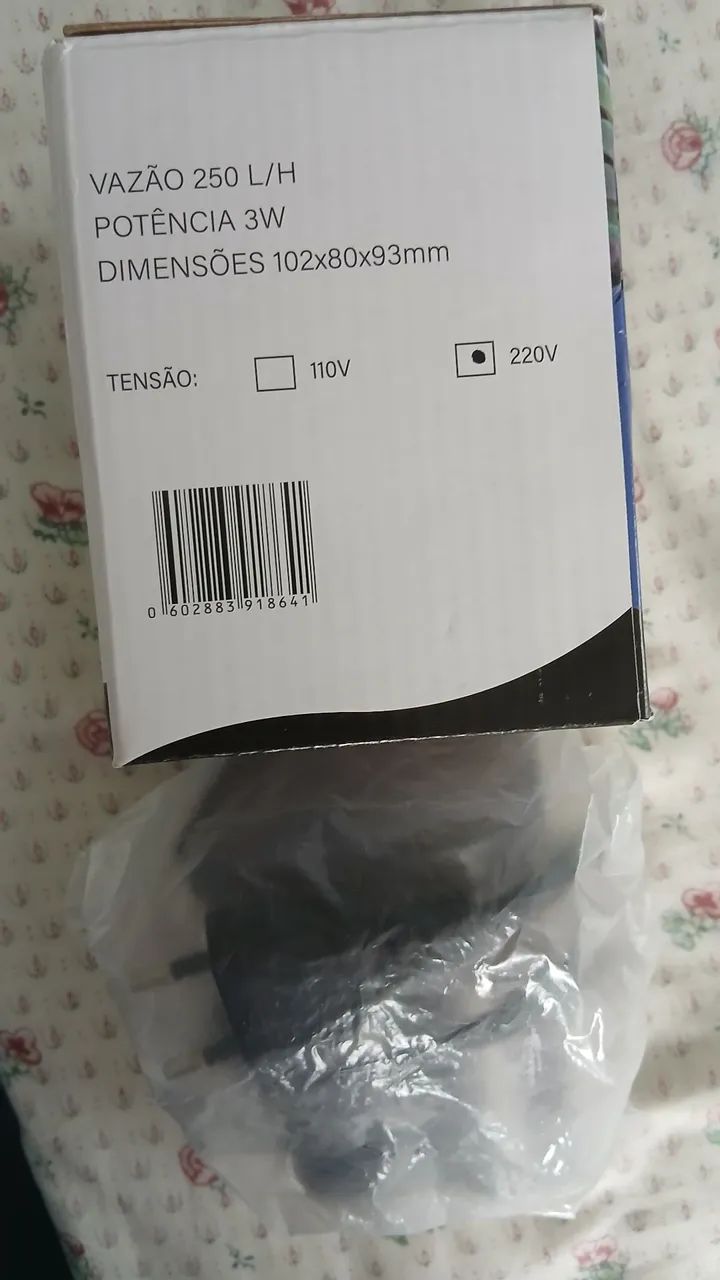 VAZÃO 250 L/H
POTÊNCIA 3W
DIMENSÕES 102x80x93mm
TENSÃO: 110V 220V
0 602883 918641